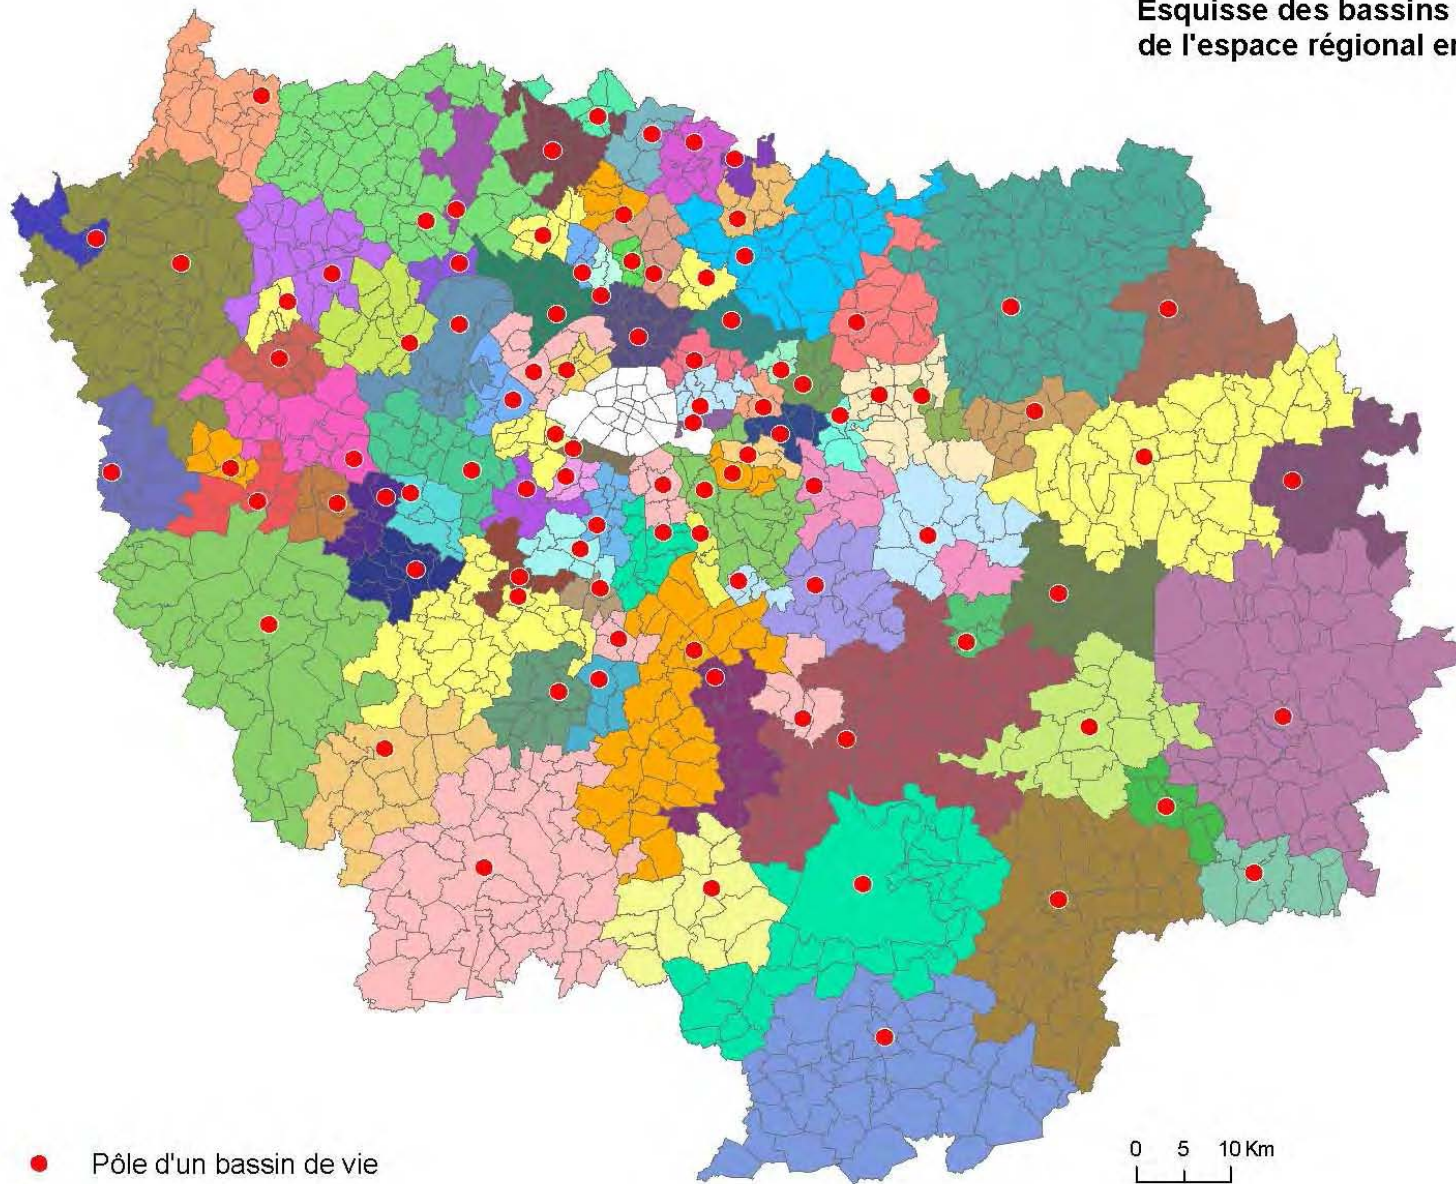 Esquisse des bassins
de l'espace régional
Pôle d'un bassin de vie
0 5 10 Km